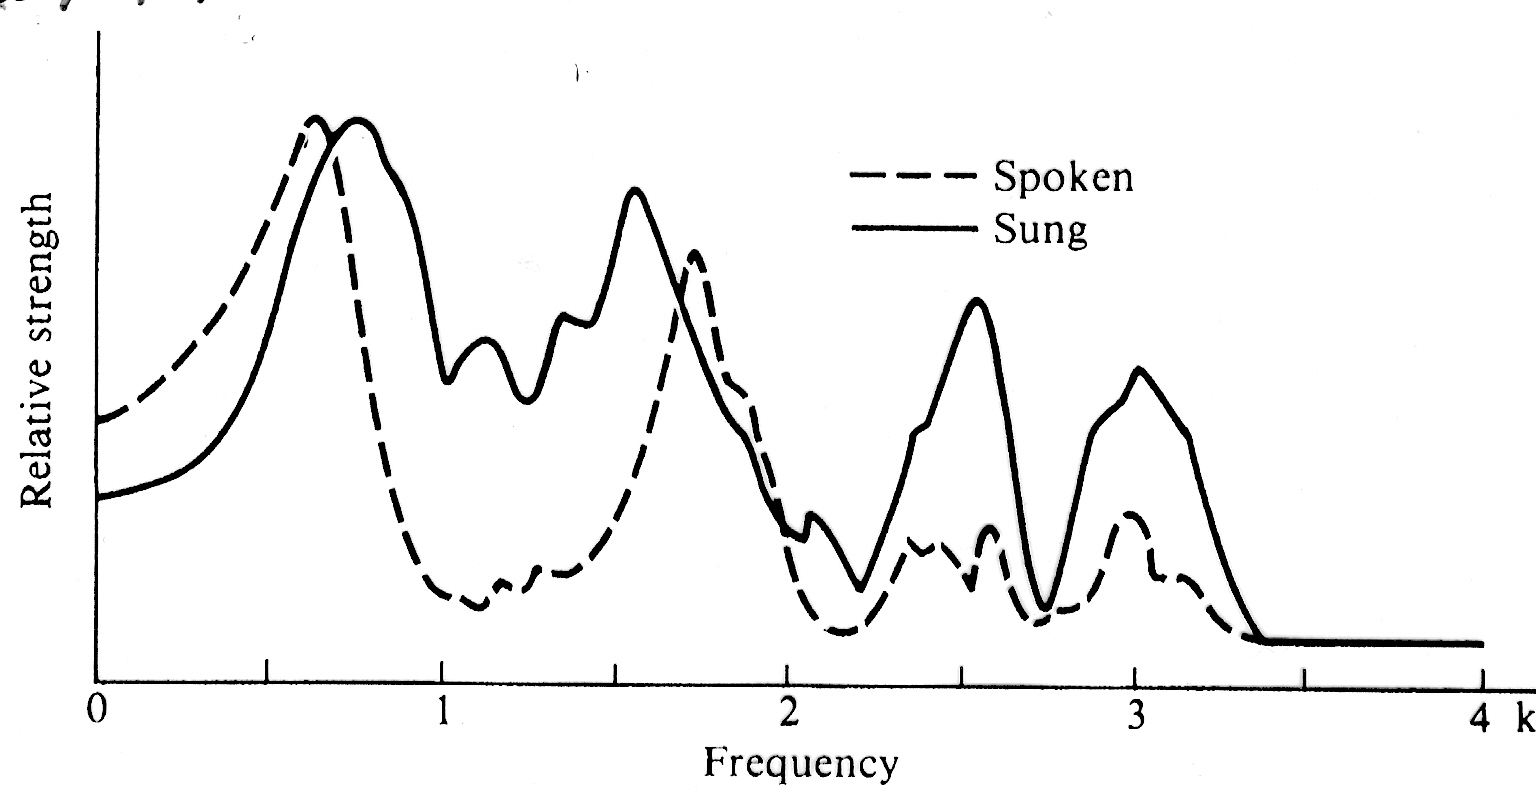 Relative strength
Spoken
Sung
0 1 2 3 4 k
Frequency